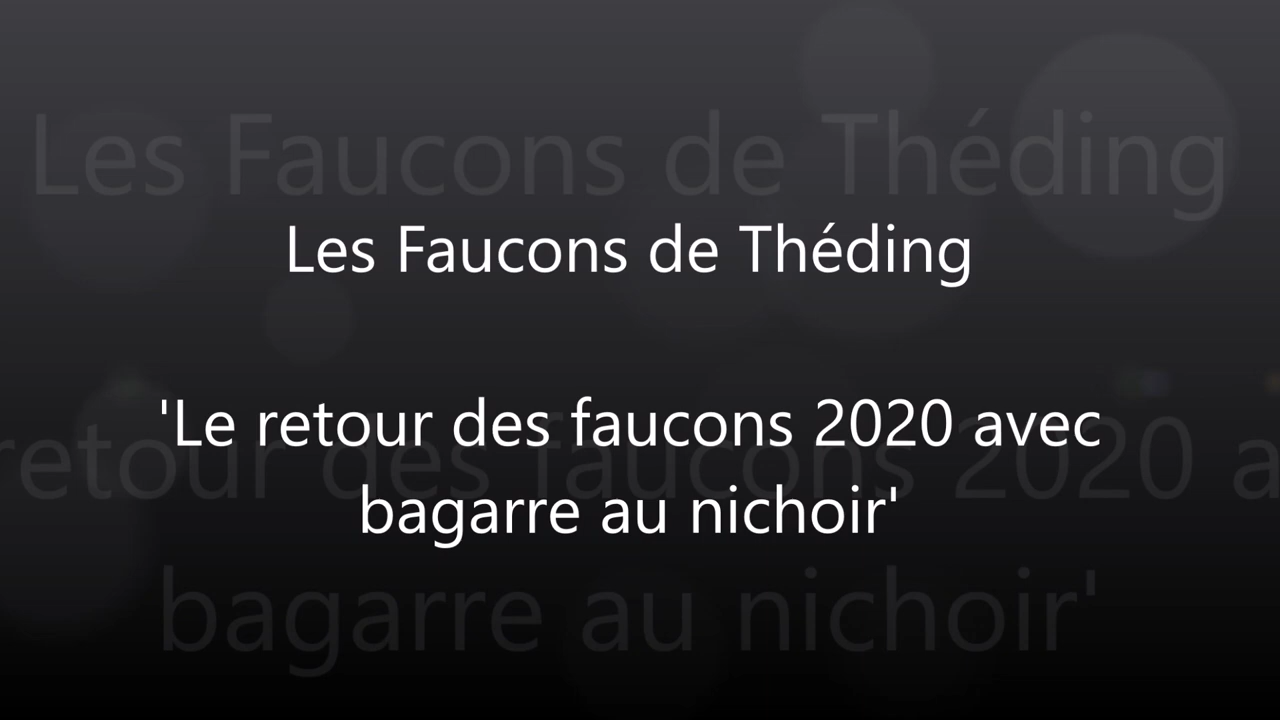 Les Faucons de Théding
'Le retour des faucons 2020 avec
bagarre au nichoir'